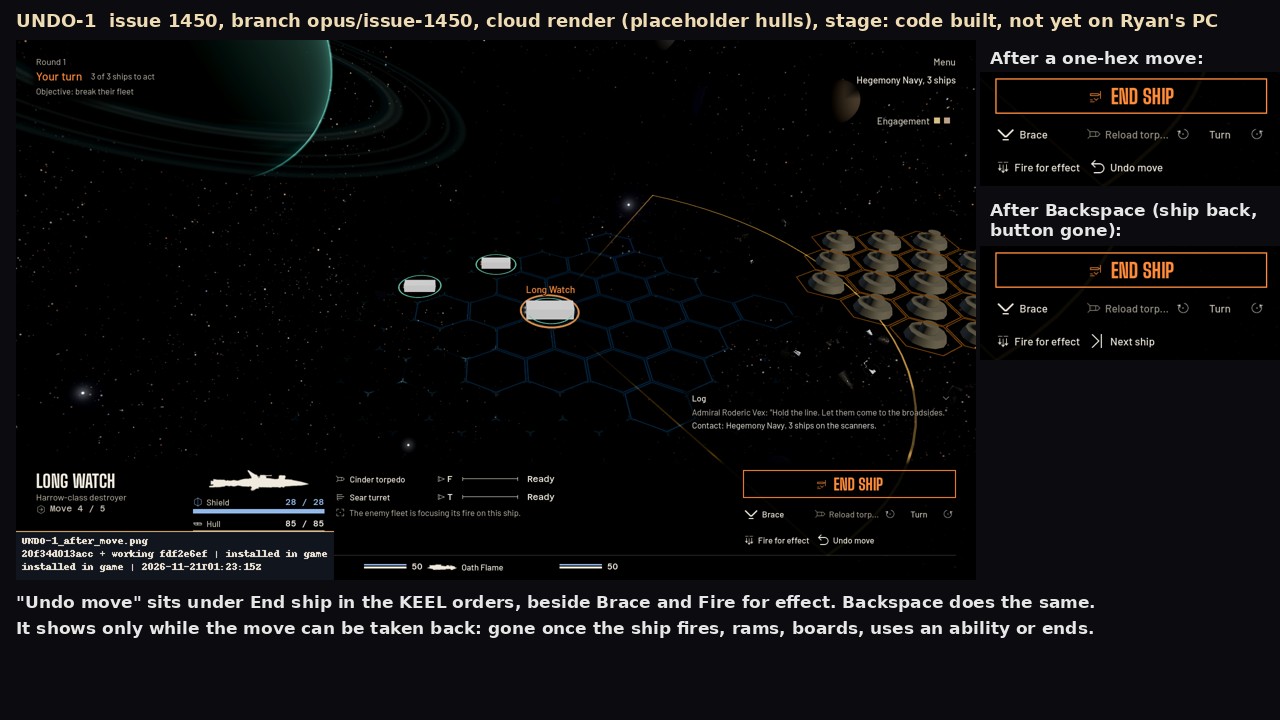 UNDO-1  issue 1450, branch opus/issue-1450, cloud render (placeholder hulls), stage: code built, not yet on Ryan's PC
Round 1
Your turn 3 of 3 ships to act
Objective: break their fleet
Menu
Hegemony Navy, 3 ships
Engagement
Long Watch
Log
Admiral Roderic Vex: "Hold the line. Let them come to the broadsides."
Contact: Hegemony Navy, 3 ships on the scanners.
LONG WATCH
Harrow-class destroyer
Move 4 / 5
Shield 28 / 28
Hull 85 / 85
Cinder torpedo F Ready
Sear turret T Ready
The enemy fleet is focusing its fire on this ship.
END SHIP
Brace Reload torp... Turn
Fire for effect Undo move
50 Oath Flame 50
UNDO-1_after_move.png
20f34d013acc + working fdf2e6ef | installed in game
installed in game | 2026-11-21T01:23:15Z
After a one-hex move:
END SHIP
Brace Reload torp... Turn
Fire for effect Undo move
After Backspace (ship back,
button gone):
END SHIP
Brace Reload torp... Turn
Fire for effect Next ship
"Undo move" sits under End ship in the KEEL orders, beside Brace and Fire for effect. Backspace does the same.
It shows only while the move can be taken back: gone once the ship fires, rams, boards, uses an ability or ends.